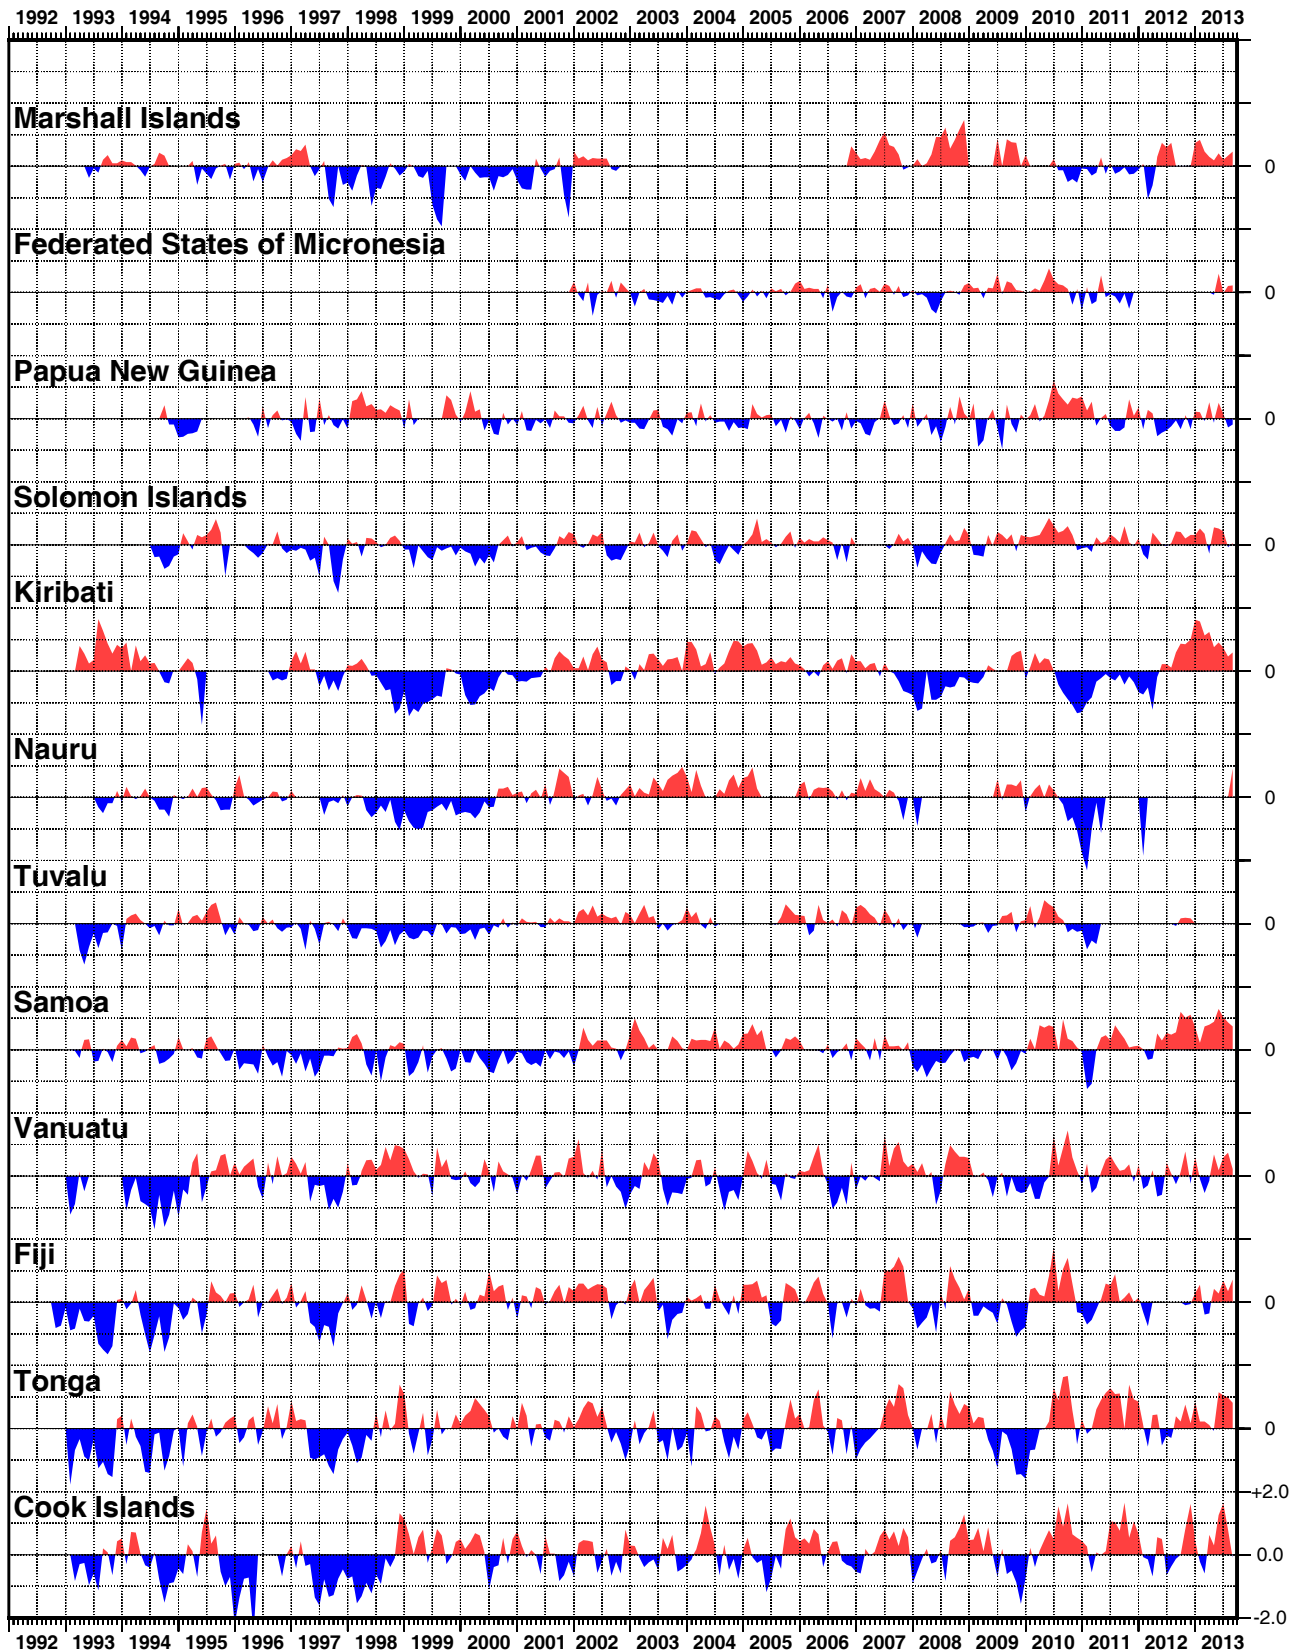 1992 1993 1994 1995 1996 1997 1998 1999 2000 2001 2002 2003 2004 2005 2006 2007 2008 2009 2010 2011 2012 2013
Marshall Islands
0
Federated States of Micronesia
0
Papua New Guinea
0
Solomon Islands
0
Kiribati
0
Nauru
0
Tuvalu
0
Samoa
0
Vanuatu
0
Fiji
0
Tonga
0
+2.0
Cook Islands
0.0
-2.0
1992 1993 1994 1995 1996 1997 1998 1999 2000 2001 2002 2003 2004 2005 2006 2007 2008 2009 2010 2011 2012 2013